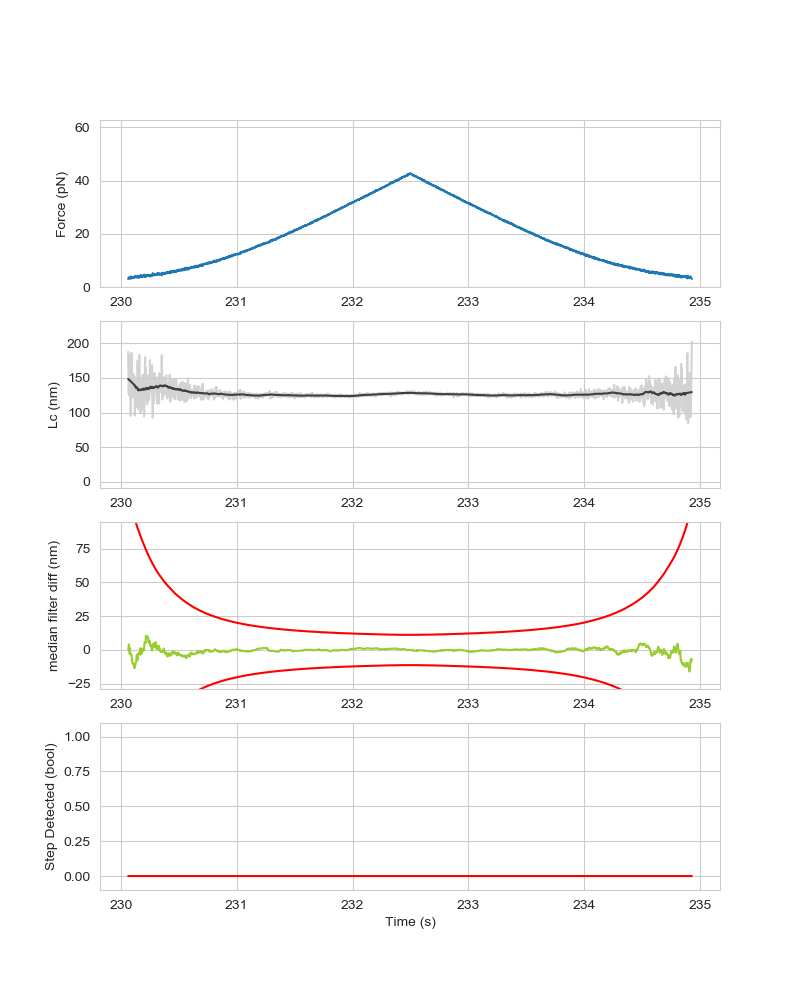 Force (pN)
60
40
20
0
230 231 232 233 234 235
Lc (nm)
200
150
100
50
0
230 231 232 233 234 235
median filter diff (nm)
75
50
25
0
−25
230 231 232 233 234 235
Step Detected (bool)
1.00
0.75
0.50
0.25
0.00
230 231 232 233 234 235
Time (s)